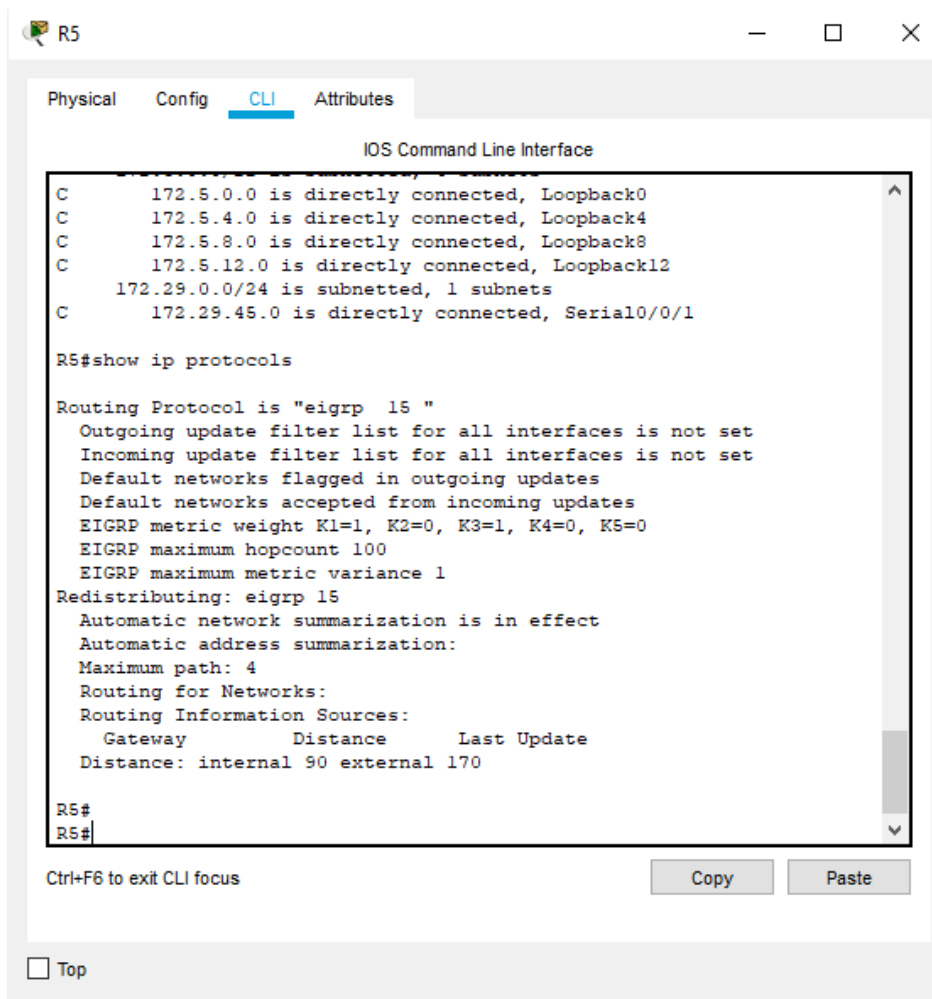 R5
Physical Config CLI Attributes
IOS Command Line Interface
C 172.5.0.0 is directly connected, Loopback0
C 172.5.4.0 is directly connected, Loopback4
C 172.5.8.0 is directly connected, Loopback8
C 172.5.12.0 is directly connected, Loopback12
172.29.0.0/24 is subnetted, 1 subnets
C 172.29.45.0 is directly connected, Serial0/0/1
R5#show ip protocols
Routing Protocol is "eigrp 15 "
Outgoing update filter list for all interfaces is not set
Incoming update filter list for all interfaces is not set
Default networks flagged in outgoing updates
Default networks accepted from incoming updates
EIGRP metric weight K1=1, K2=0, K3=1, K4=0, K5=0
EIGRP maximum hopcount 100
EIGRP maximum metric variance 1
Redistributing: eigrp 15
Automatic network summarization is in effect
Automatic address summarization:
Maximum path: 4
Routing for Networks:
Routing Information Sources:
Gateway Distance Last Update
Distance: internal 90 external 170
R5#
R5#
Ctrl+F6 to exit CLI focus
Copy Paste
Top